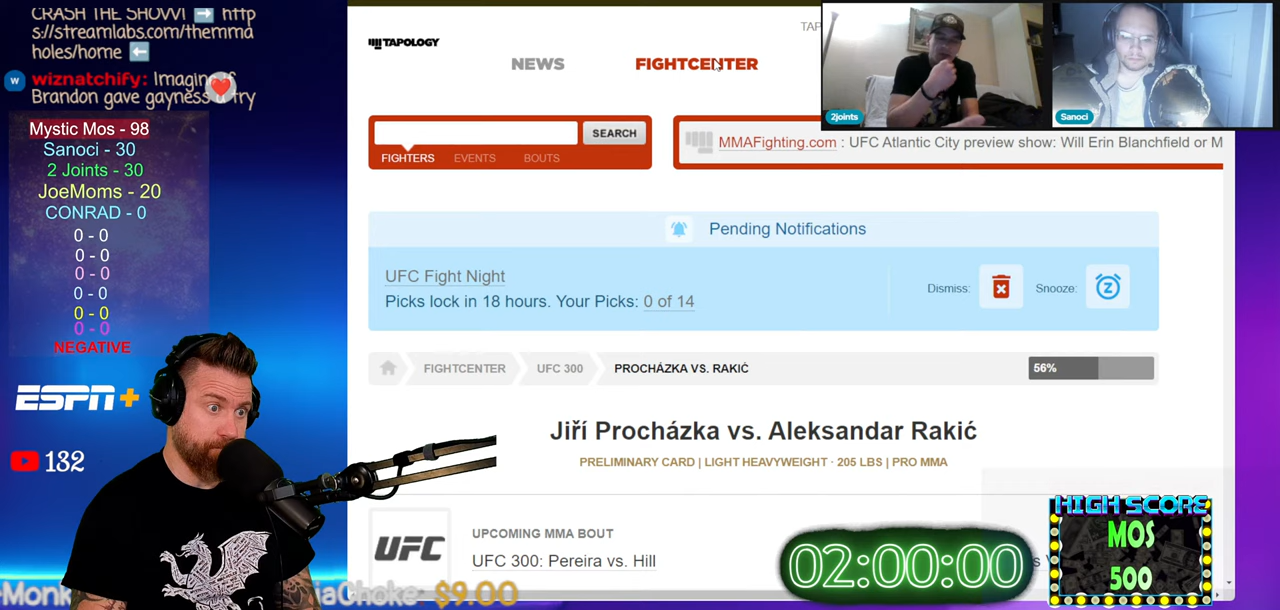 CRASH THE SHOW! ➡️ http
s://streamlabs.com/themma
holes/home ⬅️
wiznatchify: Imagine if
Brandon gave gayness a try
Mystic Mos - 98
Sanoci - 30
2 Joints - 30
JoeMoms - 20
CONRAD - 0
0 - 0
0 - 0
0 - 0
0 - 0
0 - 0
0 - 0
NEGATIVE
ESPN+
132
$9.00
TAPOLOGY
NEWS
FIGHTCENTER
SEARCH
FIGHTERS
EVENTS
BOUTS
MMAFighting.com : UFC Atlantic City preview show: Will Erin Blanchfield or M
2joints
Sanoci
Pending Notifications
UFC Fight Night
Picks lock in 18 hours. Your Picks: 0 of 14
Dismiss:
Snooze:
FIGHTCENTER
UFC 300
PROCHÁZKA VS. RAKIĆ
56%
Jiří Procházka vs. Aleksandar Rakić
PRELIMINARY CARD | LIGHT HEAVYWEIGHT · 205 LBS | PRO MMA
UFC
UPCOMING MMA BOUT
UFC 300: Pereira vs. Hill
02:00:00
HIGH SCORE
MOS
500